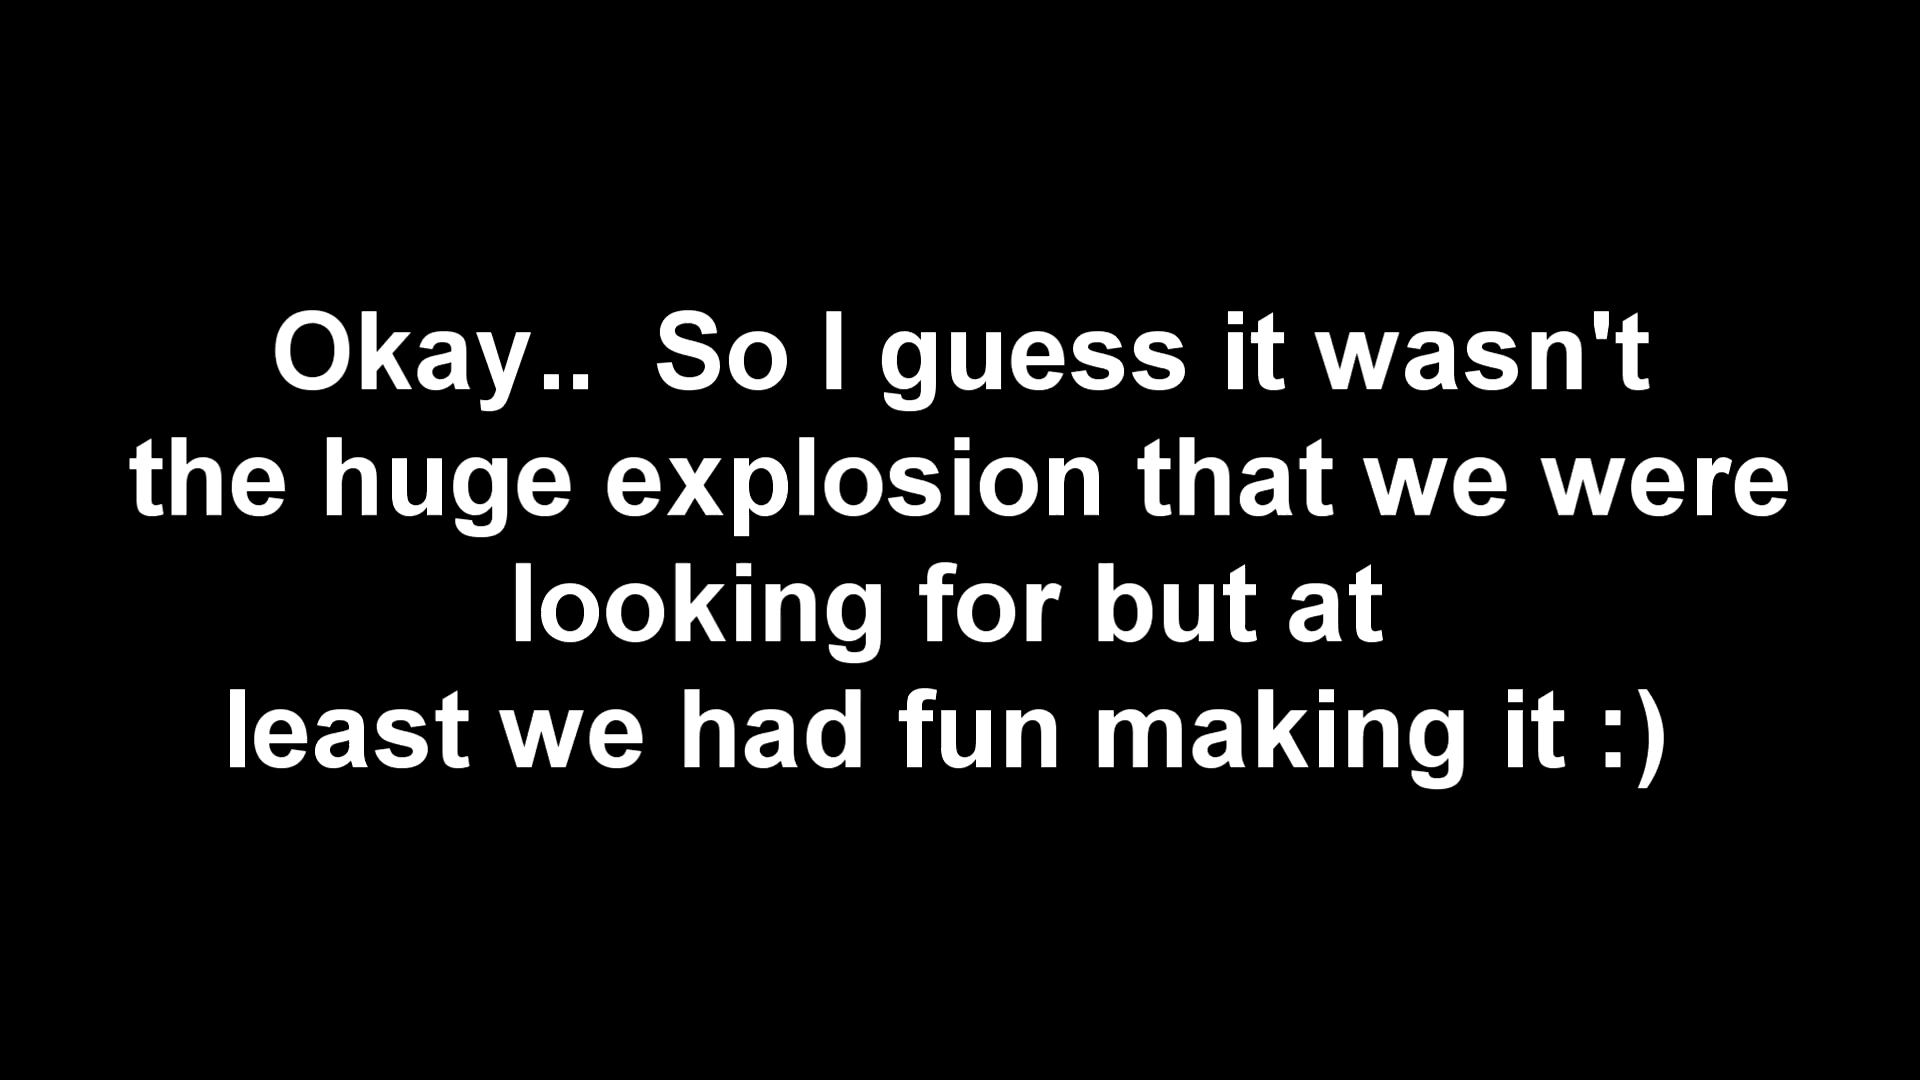 Okay..  So I guess it wasn't
the huge explosion that we were
looking for but at
least we had fun making it :)